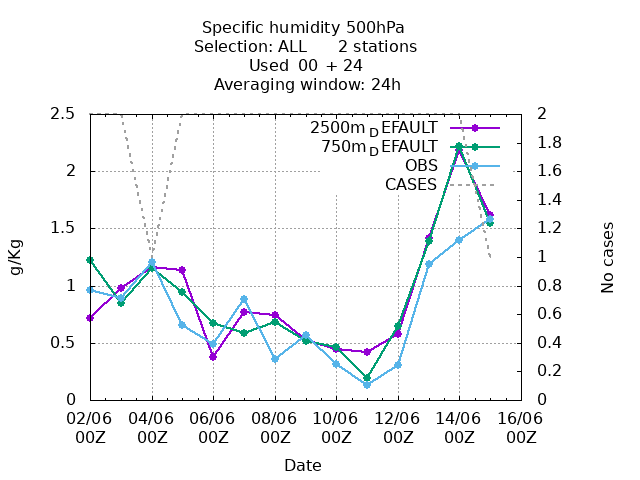 Specific humidity 500hPa
Selection: ALL      2 stations
Used  00  + 24
Averaging window: 24h
2500mDEFAULT
750mDEFAULT
OBS
CASES
g/Kg
2.5
2
1.5
1
0.5
0
No cases
2
1.8
1.6
1.4
1.2
1
0.8
0.6
0.4
0.2
0
02/06 04/06 06/06 08/06 10/06 12/06 14/06 16/06
00Z 00Z 00Z 00Z 00Z 00Z 00Z 00Z
Date